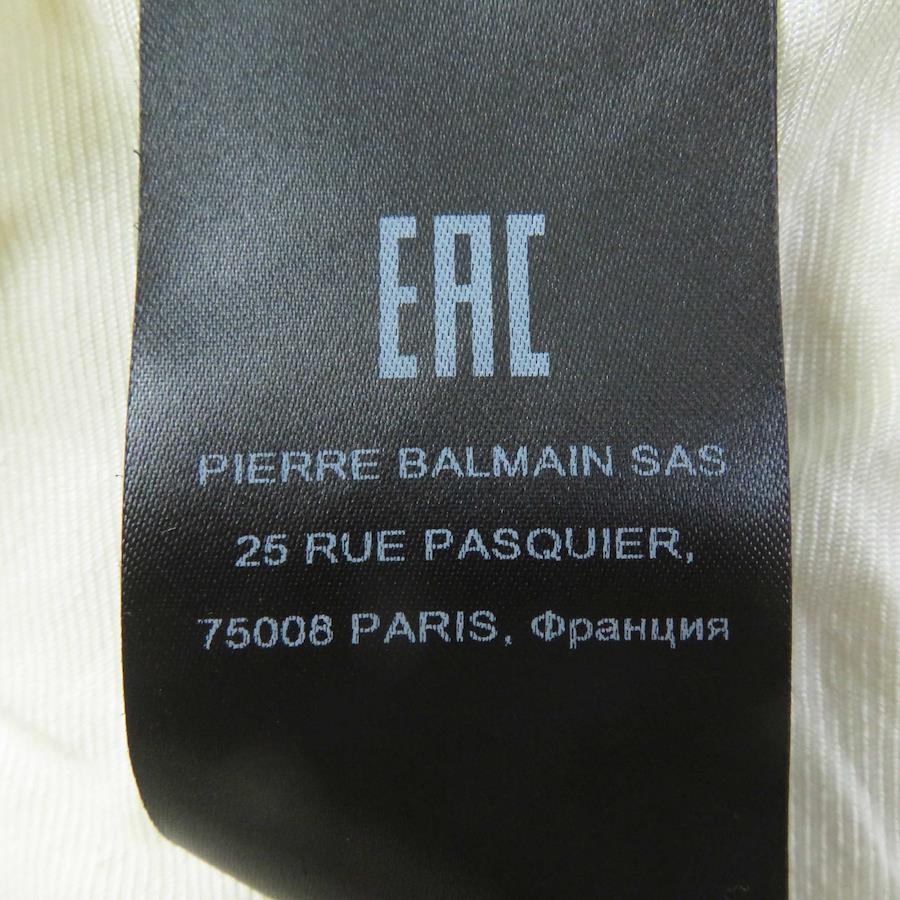 EAC
PIERRE BALMAIN SAS
25 RUE PASQUIER,
75008 PARIS, Франция